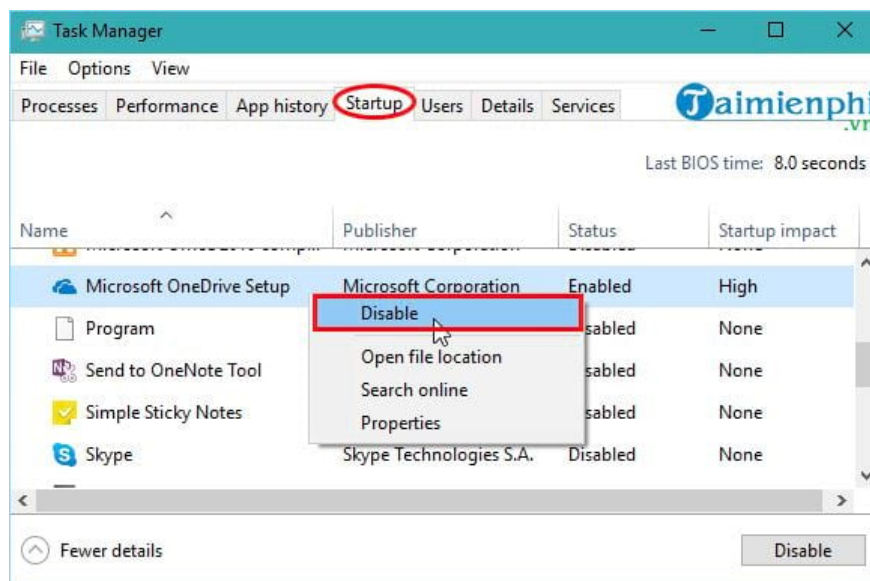 Task Manager
File Options View
Processes Performance App history Startup Users Details Services
Taimienphi
.vn
Last BIOS time: 8.0 seconds
Name Publisher Status Startup impact
Microsoft OneDrive Setup Microsoft Corporation Enabled High
Disable
Program None
Open file location
Send to OneNote Tool None
Search online
Simple Sticky Notes None
Properties
Skype Skype Technologies S.A. Disabled None
Fewer details Disable